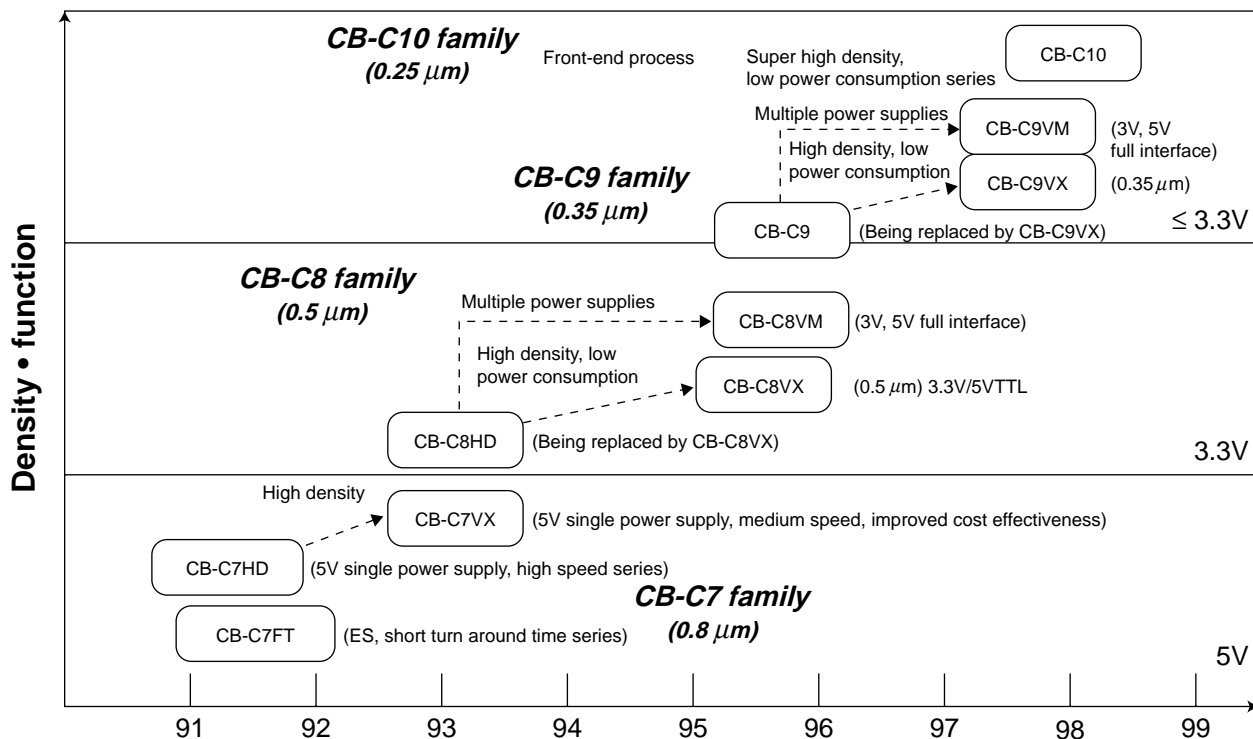 CB-C10 family
(0.25 μm)
Front-end process
Super high density,
low power consumption series
CB-C10
Multiple power supplies
CB-C9VM
(3V, 5V
full interface)
High density, low
power consumption
CB-C9VX
(0.35 μm)
CB-C9 family
(0.35 μm)
CB-C9
(Being replaced by CB-C9VX)
≤ 3.3V
CB-C8 family
(0.5 μm)
Multiple power supplies
CB-C8VM
(3V, 5V full interface)
High density, low
power consumption
CB-C8VX
(0.5 μm) 3.3V/5VTTL
CB-C8HD
(Being replaced by CB-C8VX)
3.3V
High density
CB-C7VX
(5V single power supply, medium speed, improved cost effectiveness)
CB-C7HD
(5V single power supply, high speed series)
CB-C7 family
(0.8 μm)
CB-C7FT
(ES, short turn around time series)
5V
Density • function
91 92 93 94 95 96 97 98 99